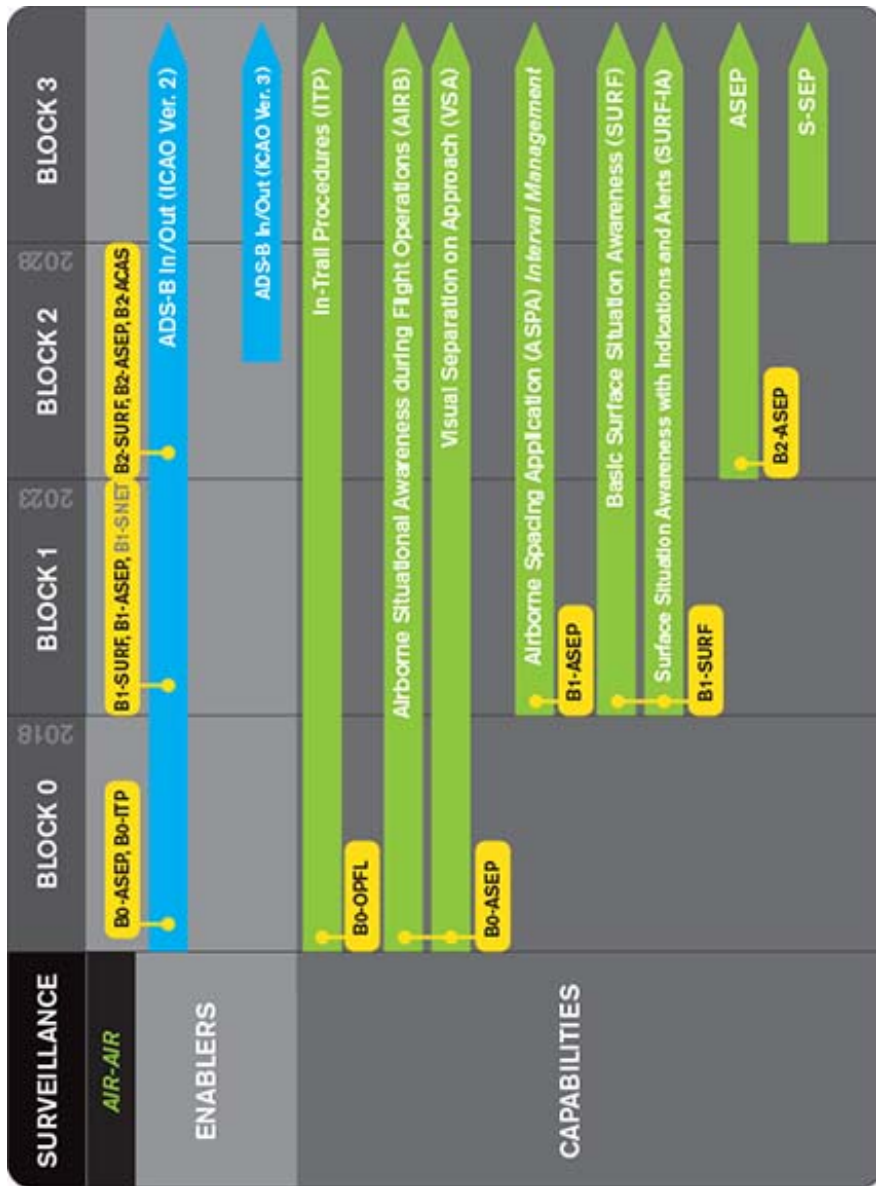 SURVEILLANCE
BLOCK 0
2018
BLOCK 1
2023
BLOCK 2
2028
BLOCK 3
AIR-AIR
B0-ASEP, B0-ITP
B1-SURF, B1-ASEP, B1-SNET
B2-SURF, B2-ASEP, B2-ACAS
ENABLERS
ADS-B In/Out (ICAO Ver. 2)
ADS-B In/Out (ICAO Ver. 3)
CAPABILITIES
In-Trail Procedures (ITP)
B0-OPFL
Airborne Situational Awareness during Flight Operations (AIRB)
Visual Separation on Approach (VSA)
B0-ASEP
Airborne Spacing Application (ASPA) Interval Management
B1-ASEP
Basic Surface Situation Awareness (SURF)
Surface Situation Awareness with Indications and Alerts (SURF-IA)
B1-SURF
ASEP
B2-ASEP
S-SEP